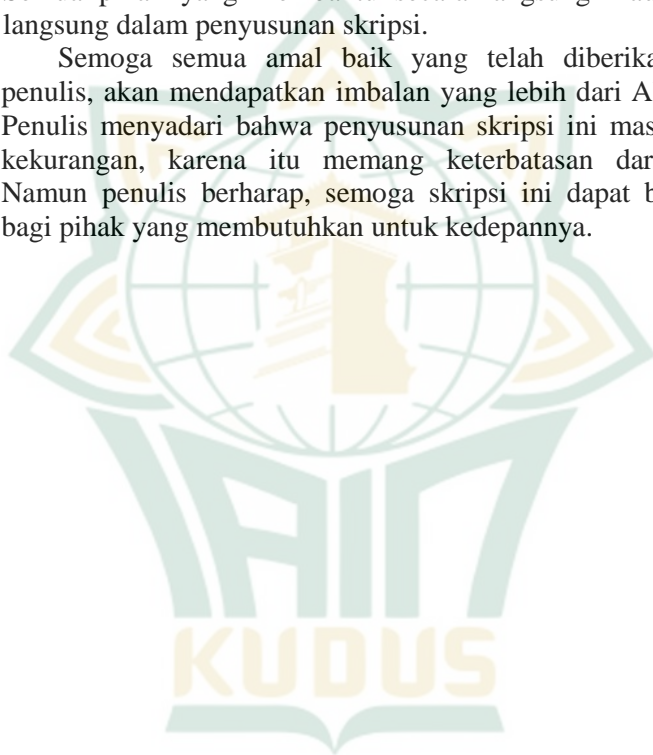 langsung dalam penyusunan skripsi.
Semoga semua amal baik yang telah diberika
penulis, akan mendapatkan imbalan yang lebih dari A
Penulis menyadari bahwa penyusunan skripsi ini mas
kekurangan, karena itu memang keterbatasan dar
Namun penulis berharap, semoga skripsi ini dapat b
bagi pihak yang membutuhkan untuk kedepannya.
IAIN
KUDUS